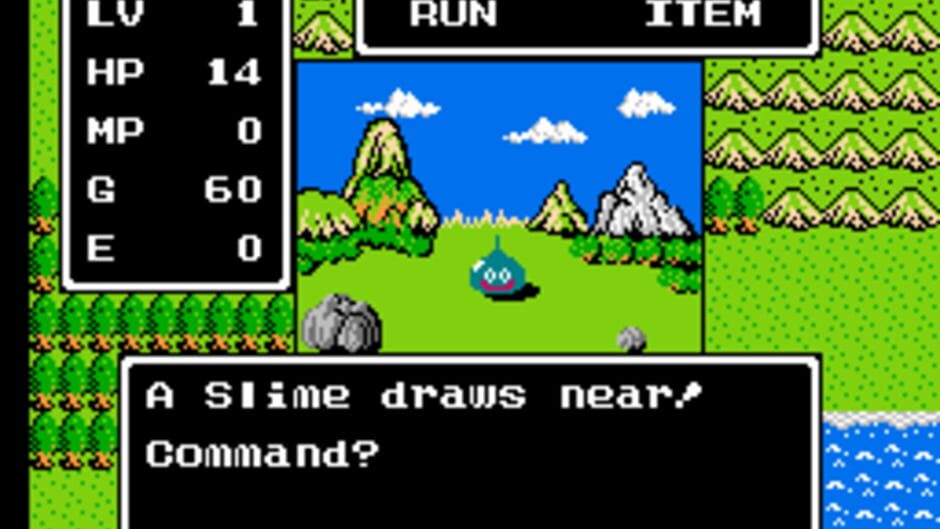 LV 1
HP 14
MP 0
G 60
E 0
RUN ITEM
A Slime draws near!
Command?